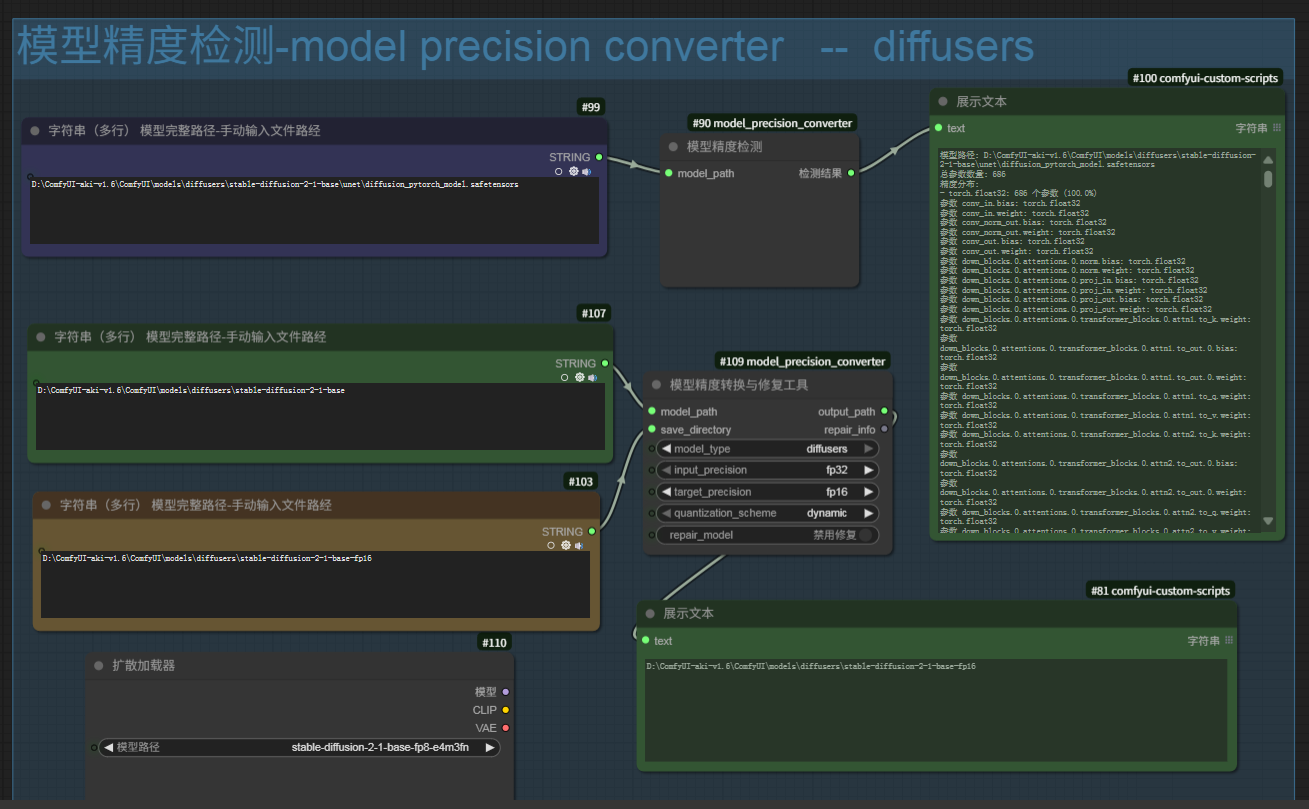 模型精度检测-model precision converter -- diffusers
#99
字符串（多行） 模型完整路径-手动输入文件路经
STRING
D:\ComfyUI-aki-v1.6\ComfyUI\models\diffusers\stable-diffusion-2-1-base\unet\diffusion_pytorch_model.safetensors
#90 model_precision_converter
模型精度检测
model_path
检测结果
#100 comfyui-custom-scripts
展示文本
text
字符串
模型路径: D:\ComfyUI-aki-v1.6\ComfyUI\models\diffusers\stable-diffusion-
2-1-base\unet\diffusion_pytorch_model.safetensors
总参数数量: 686
精度分布:
- torch.float32: 686 个参数 (100.0%)
参数 conv_in.bias: torch.float32
参数 conv_in.weight: torch.float32
参数 conv_norm_out.bias: torch.float32
参数 conv_norm_out.weight: torch.float32
参数 conv_out.bias: torch.float32
参数 conv_out.weight: torch.float32
参数 down_blocks.0.attentions.0.norm.bias: torch.float32
参数 down_blocks.0.attentions.0.norm.weight: torch.float32
参数 down_blocks.0.attentions.0.proj_in.bias: torch.float32
参数 down_blocks.0.attentions.0.proj_in.weight: torch.float32
参数 down_blocks.0.attentions.0.proj_out.bias: torch.float32
参数 down_blocks.0.attentions.0.proj_out.weight: torch.float32
参数 down_blocks.0.attentions.0.transformer_blocks.0.attn1.to_k.weight:
torch.float32
参数
down_blocks.0.attentions.0.transformer_blocks.0.attn1.to_out.0.bias:
torch.float32
参数
down_blocks.0.attentions.0.transformer_blocks.0.attn1.to_out.0.weight:
torch.float32
参数 down_blocks.0.attentions.0.transformer_blocks.0.attn1.to_q.weight:
torch.float32
参数 down_blocks.0.attentions.0.transformer_blocks.0.attn1.to_v.weight:
torch.float32
参数 down_blocks.0.attentions.0.transformer_blocks.0.attn2.to_k.weight:
torch.float32
参数
down_blocks.0.attentions.0.transformer_blocks.0.attn2.to_out.0.bias:
torch.float32
参数
down_blocks.0.attentions.0.transformer_blocks.0.attn2.to_out.0.weight:
torch.float32
参数 down_blocks.0.attentions.0.transformer_blocks.0.attn2.to_q.weight:
torch.float32
参数 down_blocks.0.attentions.0.transformer_blocks.0.attn2.to_v.weight:
#107
字符串（多行） 模型完整路径-手动输入文件路经
STRING
D:\ComfyUI-aki-v1.6\ComfyUI\models\diffusers\stable-diffusion-2-1-base
#103
字符串（多行） 模型完整路径-手动输入文件路经
STRING
D:\ComfyUI-aki-v1.6\ComfyUI\models\diffusers\stable-diffusion-2-1-base-fp16
#109 model_precision_converter
模型精度转换与修复工具
model_path output_path
save_directory repair_info
model_type diffusers
input_precision fp32
target_precision fp16
quantization_scheme dynamic
repair_model 禁用修复
#81 comfyui-custom-scripts
展示文本
text
字符串
D:\ComfyUI-aki-v1.6\ComfyUI\models\diffusers\stable-diffusion-2-1-base-fp16
#110
扩散加载器
模型
CLIP
VAE
模型路径 stable-diffusion-2-1-base-fp8-e4m3fn